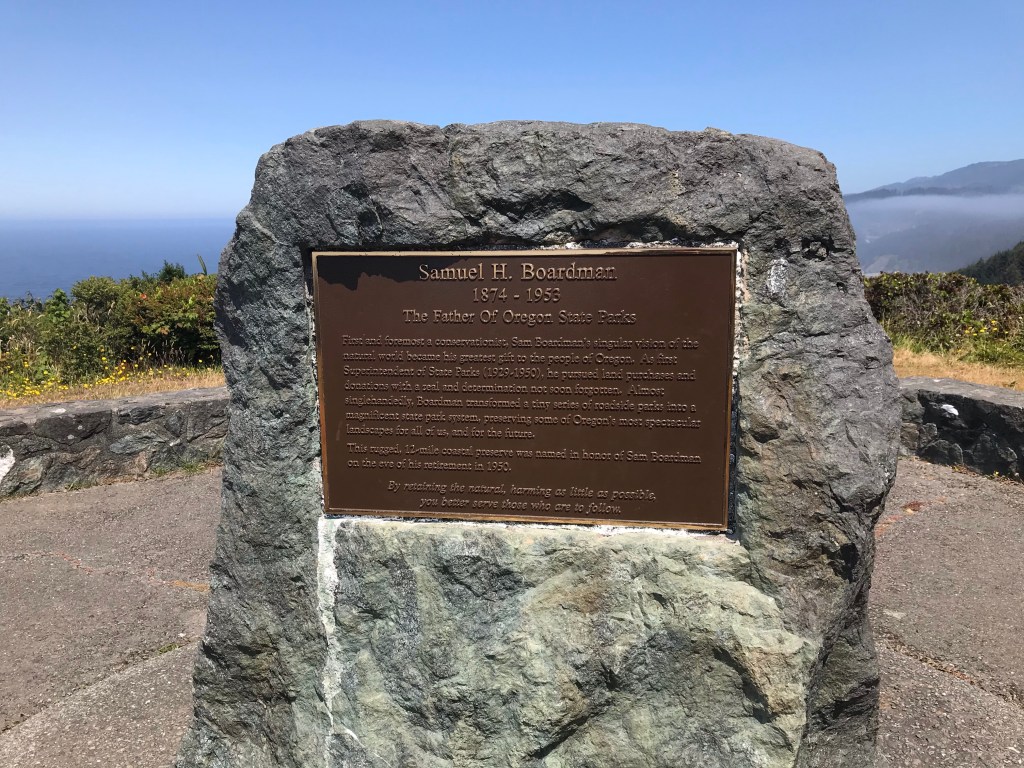 Samuel H. Boardman
1874 - 1953
The Father Of Oregon State Parks
First and foremost a conservationist, Sam Boardman's singular vision of the
natural world became his greatest gift to the people of Oregon. As first
Superintendent of State Parks (1929-1950), he pursued land purchases and
donations with a zeal and determination not soon forgotten. Almost
singlehandedly, Boardman transformed a tiny series of roadside parks into a
magnificent state park system, preserving some of Oregon's most spectacular
landscapes for all of us, and for the future.
This rugged, 12-mile coastal preserve was named in honor of Sam Boardman
on the eve of his retirement in 1950.
By retaining the natural, harming as little as possible,
you better serve those who are to follow.